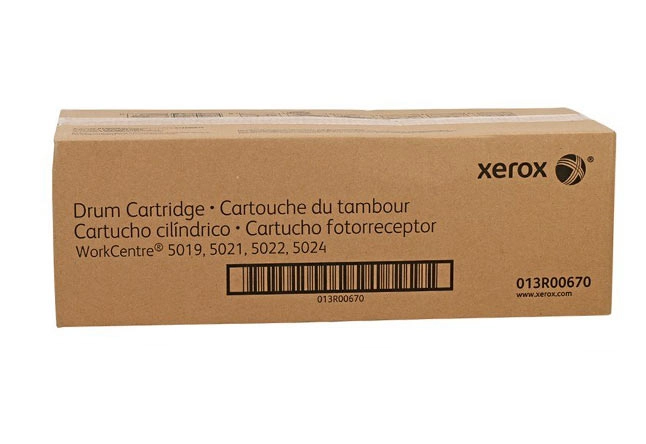 xerox ®
Drum Cartridge • Cartouche du tambour
Cartucho cilíndrico • Cartucho fotorreceptor
WorkCentre® 5019, 5021, 5022, 5024
013R00670
013R00670
www.xerox.com